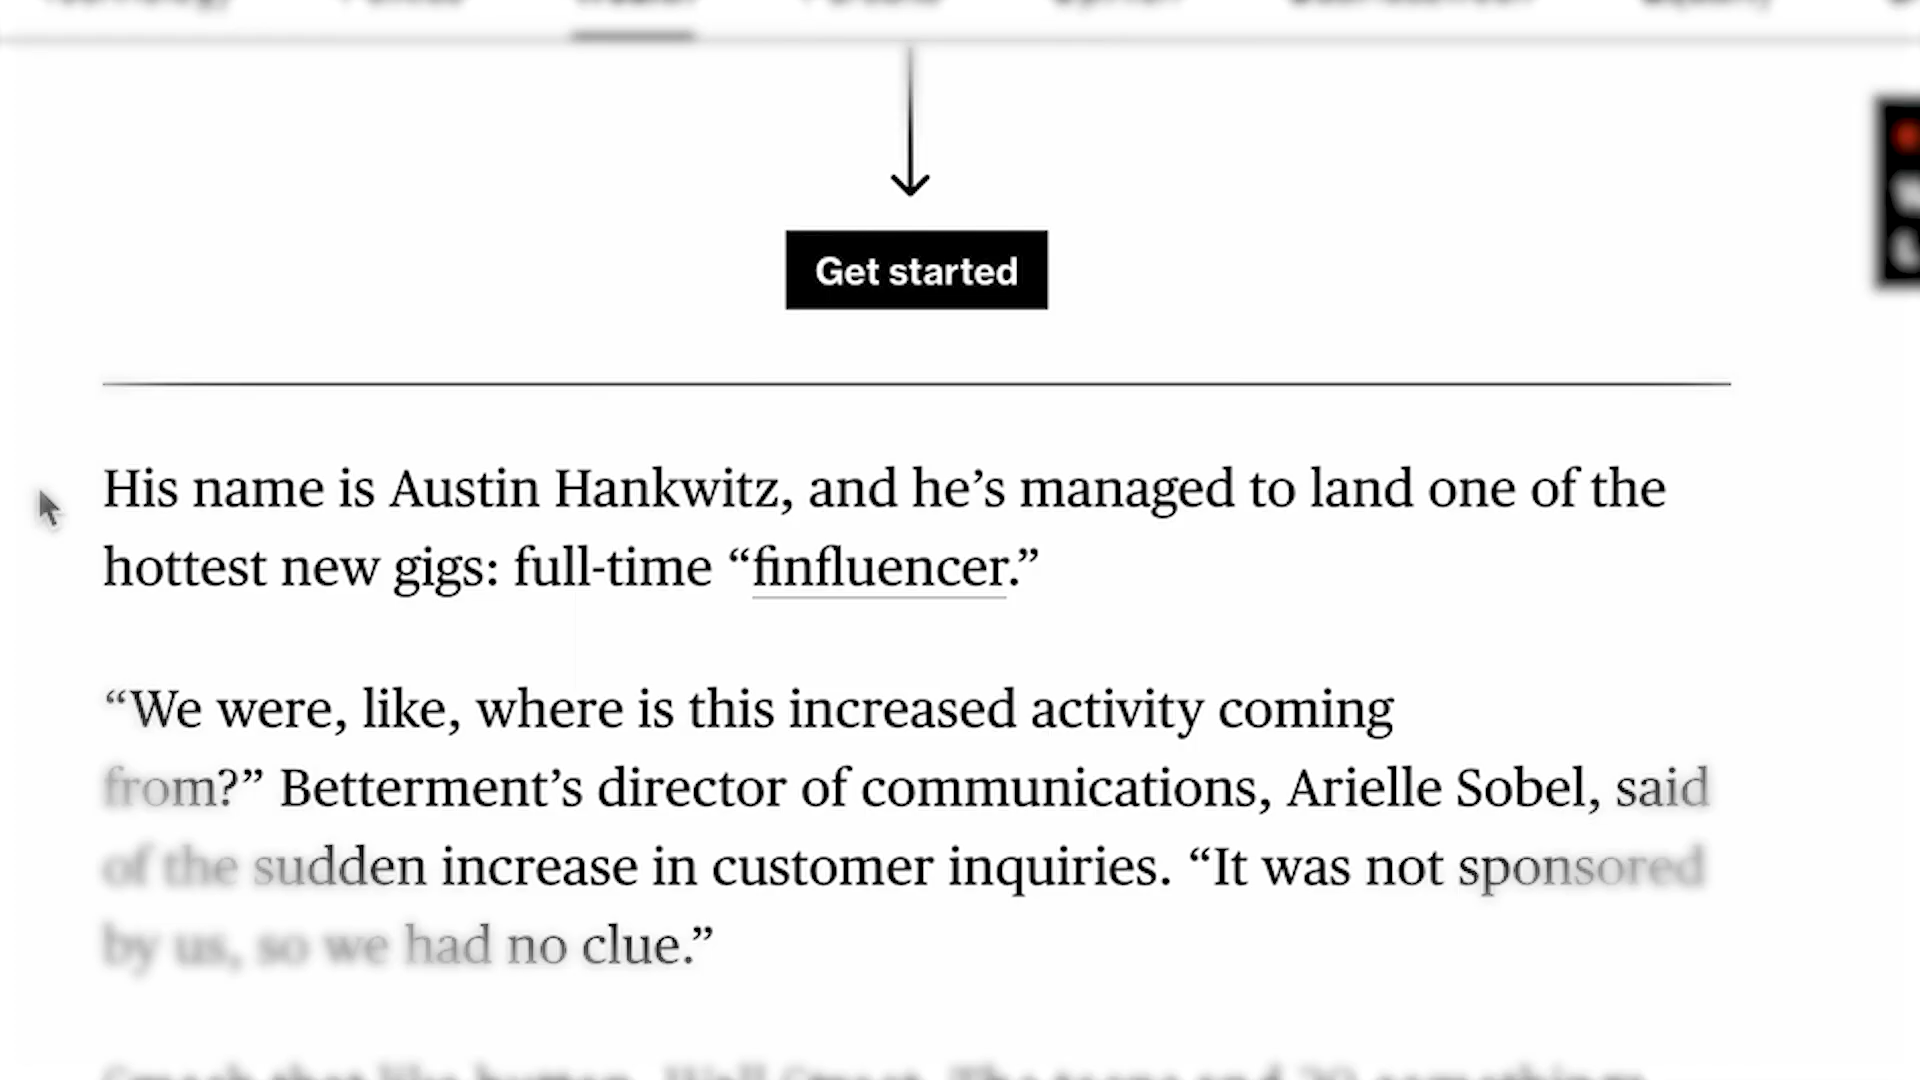 Get started
His name is Austin Hankwitz, and he’s managed to land one of the
hottest new gigs: full-time “finfluencer.”
“We were, like, where is this increased activity coming
from?” Betterment’s director of communications, Arielle Sobel, said
of the sudden increase in customer inquiries. “It was not sponsored
by us, so we had no clue.”